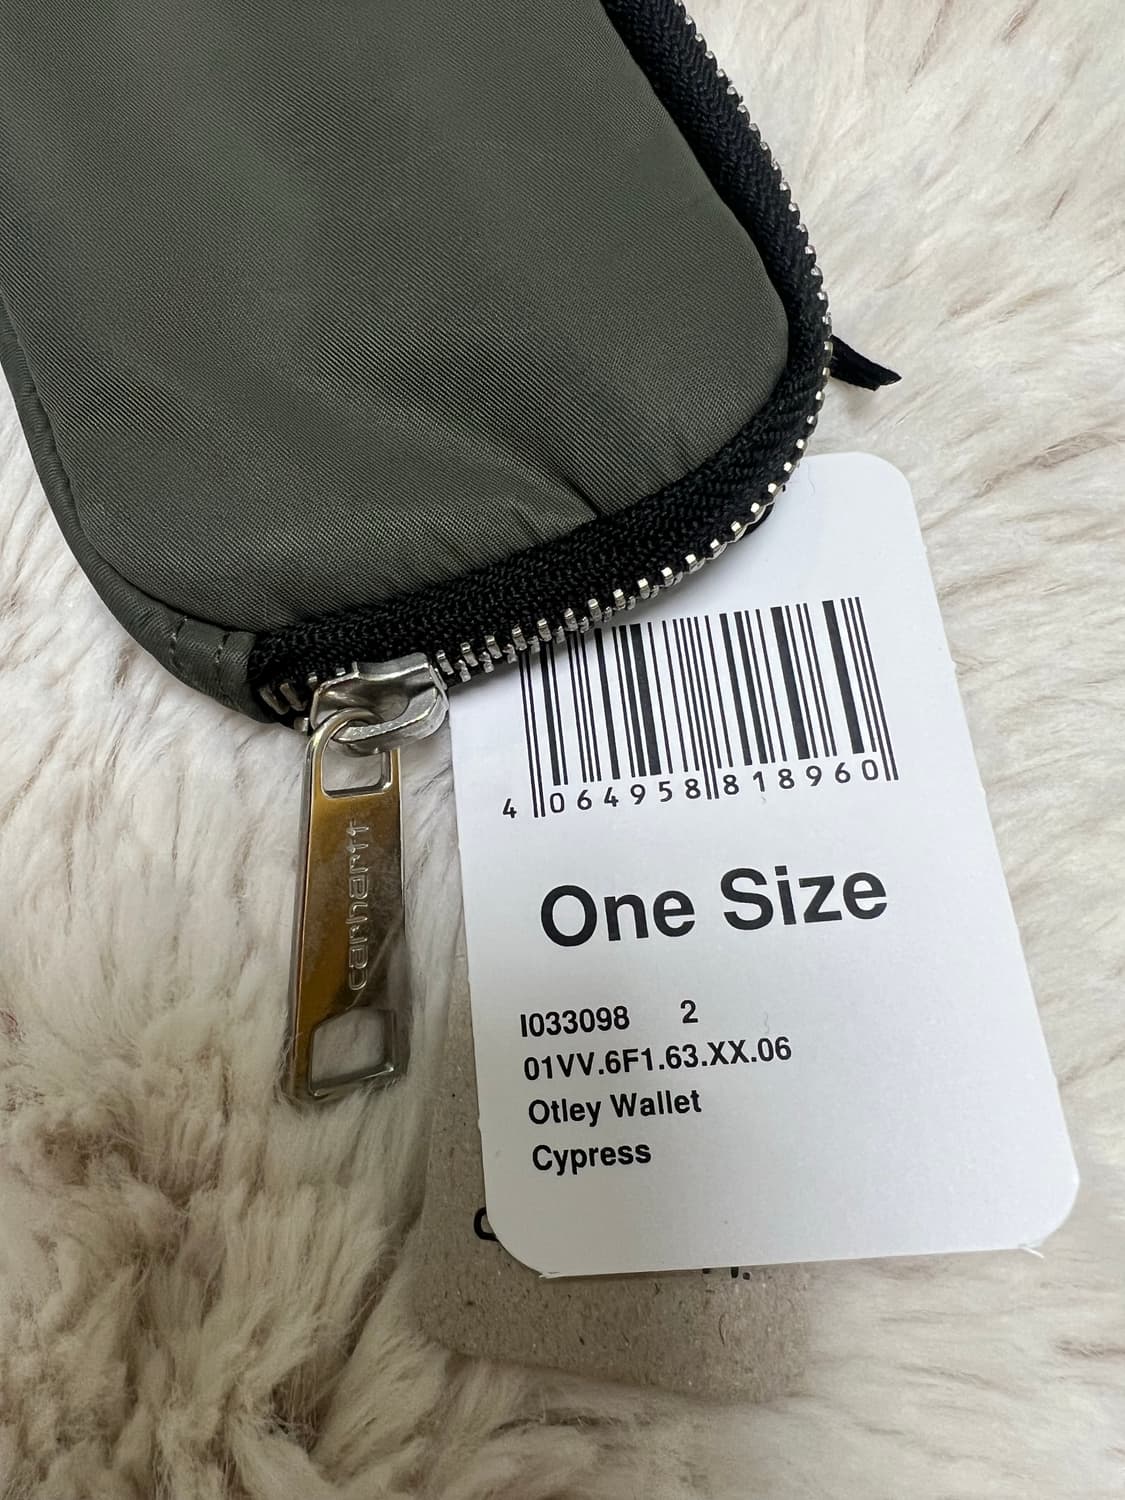 4 064958 818960
One Size
I033098 2
01VV.6F1.63.XX.06
Otley Wallet
Cypress
carhartt